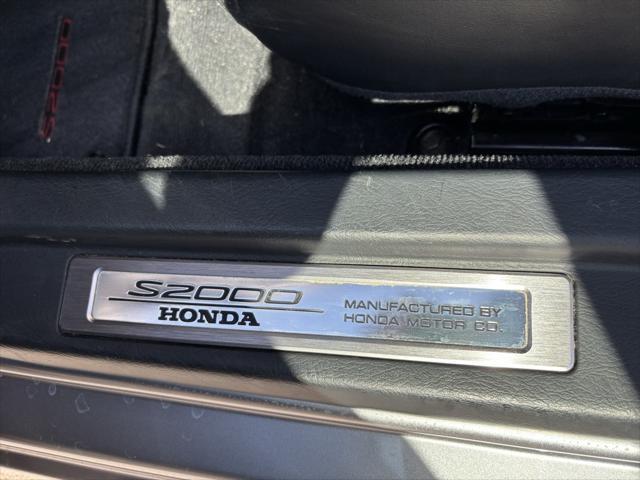 S2000
S2000
HONDA
MANUFACTURED BY
HONDA MOTOR CO.